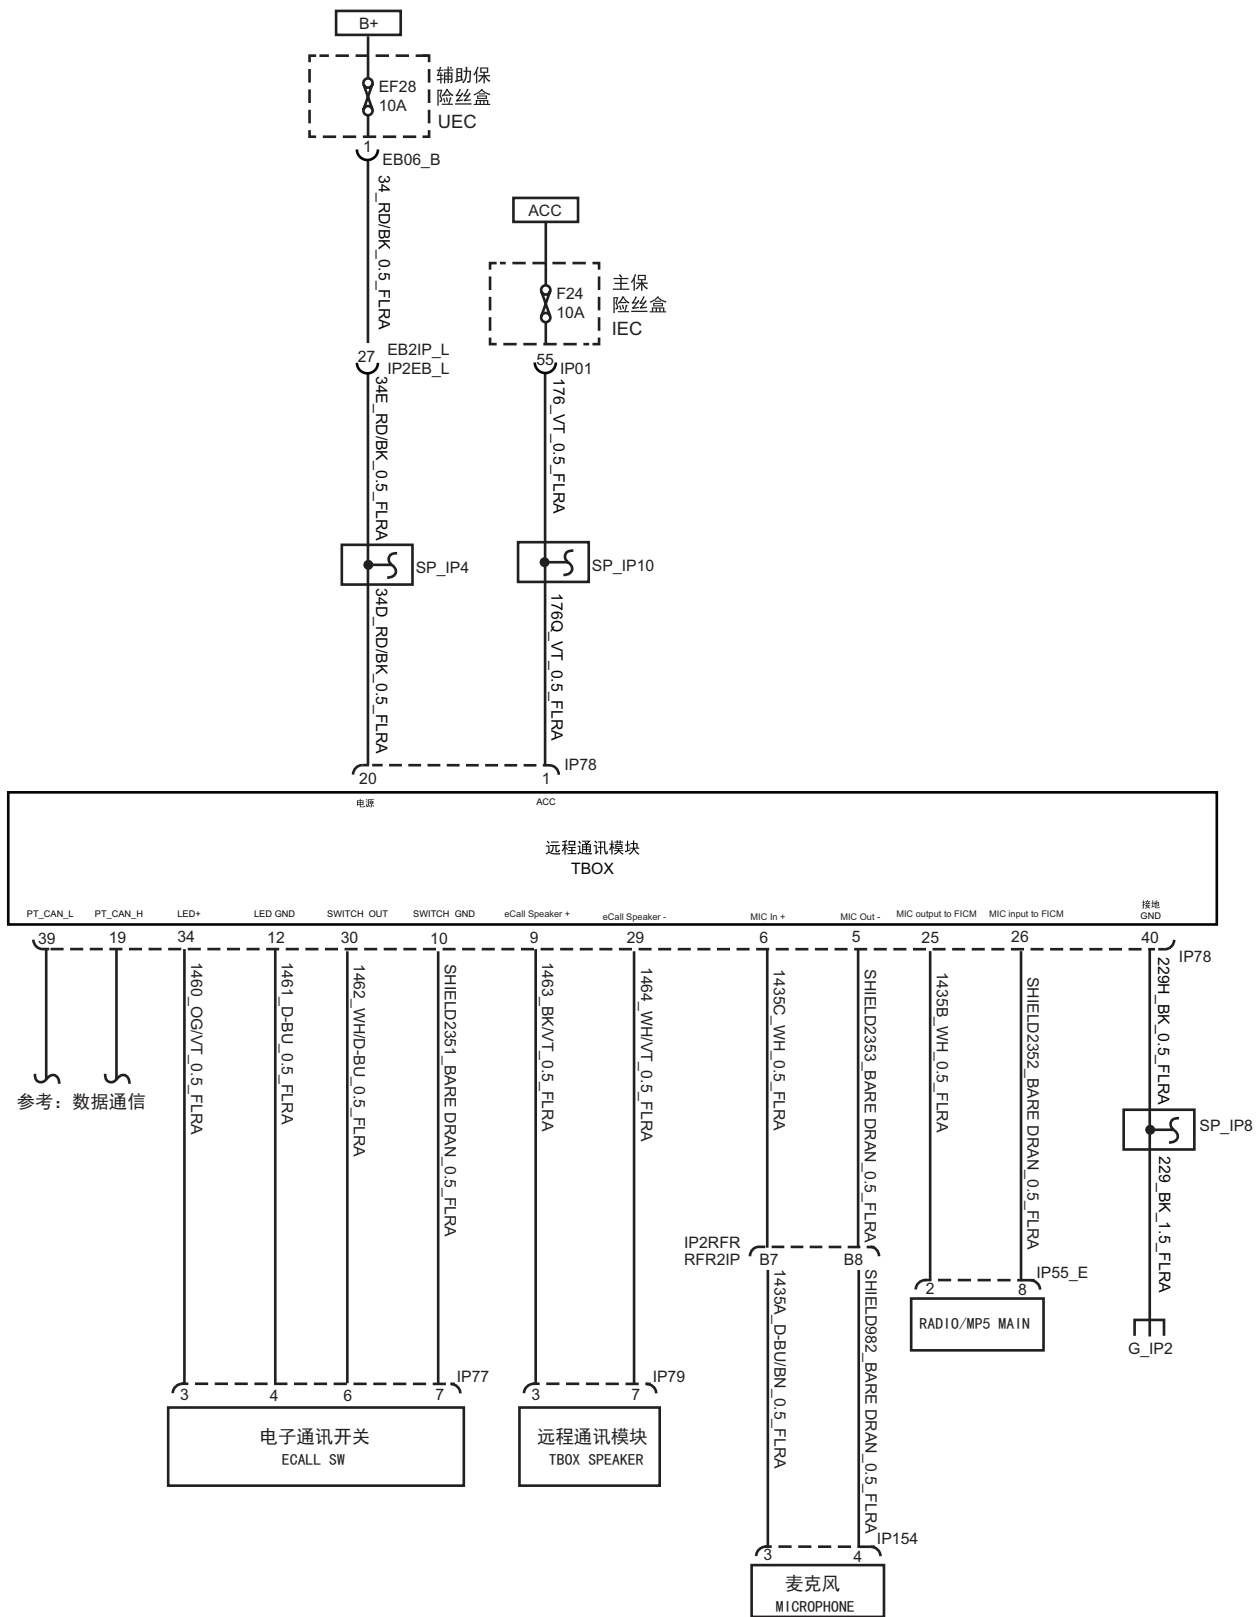 B+
EF28
10A
辅助保
险丝盒
UEC
1
EB06_B
34_RD/BK_0.5_FLRA
ACC
F24
10A
主保
险丝盒
IEC
27
EB2IP_L
IP2EB_L
55
IP01
34E_RD/BK_0.5_FLRA
176_VT_0.5_FLRA
SP_IP4
SP_IP10
34D_RD/BK_0.5_FLRA
176Q_VT_0.5_FLRA
IP78
20
1
电源
ACC
远程通讯模块
TBOX
PT_CAN_L
PT_CAN_H
LED+
LED GND
SWITCH OUT
SWITCH GND
eCall Speaker +
eCall Speaker -
MIC In +
MIC Out -
MIC output to FICM
MIC input to FICM
接地
GND
39
19
34
12
30
10
9
29
6
5
25
26
40
IP78
1460_OG/VT_0.5_FLRA
1461_D-BU_0.5_FLRA
1462_WH/D-BU_0.5_FLRA
SHIELD2351_BARE DRAN_0.5_FLRA
1463_BK/VT_0.5_FLRA
1464_WH/VT_0.5_FLRA
1435C_WH_0.5_FLRA
SHIELD2353_BARE DRAN_0.5_FLRA
1435B_WH_0.5_FLRA
SHIELD2352_BARE DRAN_0.5_FLRA
229H_BK_0.5_FLRA
参考：数据通信
SP_IP8
229_BK_1.5_FLRA
IP2RFR
RFR2IP
B7
B8
1435A_D-BU/BN_0.5_FLRA
SHIELD982_BARE DRAN_0.5_FLRA
IP55_E
2
8
RADIO/MP5 MAIN
G_IP2
IP77
3
4
6
7
电子通讯开关
ECALL SW
IP79
3
7
远程通讯模块
TBOX SPEAKER
IP154
3
4
麦克风
MICROPHONE